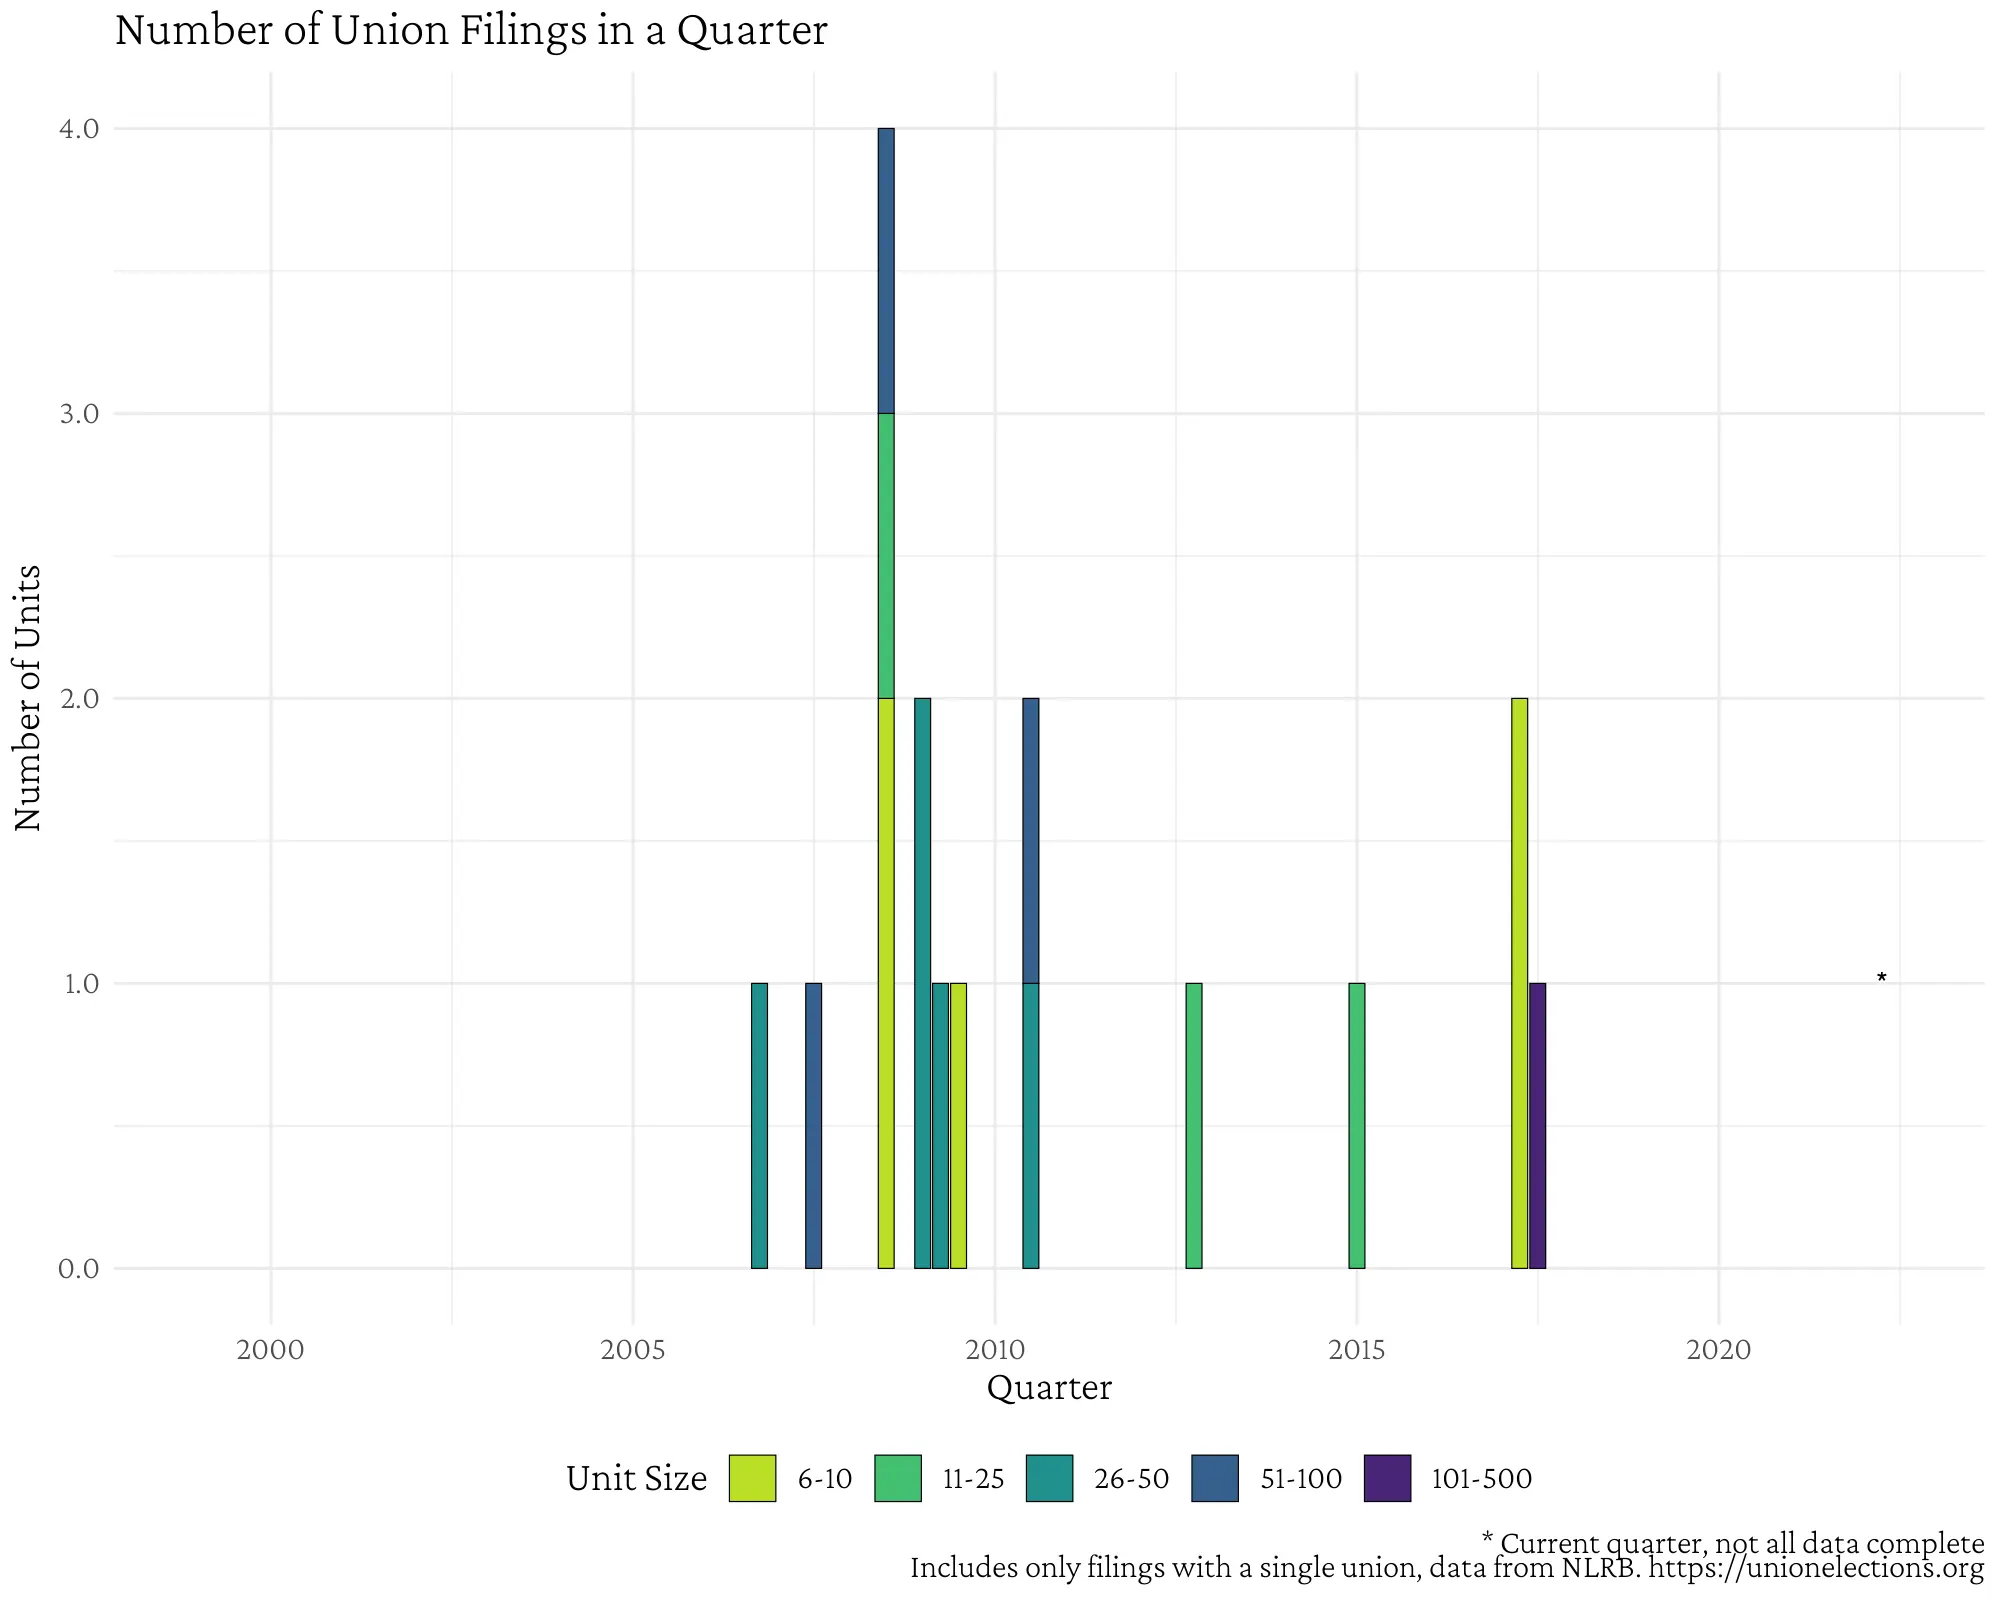 Number of Union Filings in a Quarter
Number of Units
4.0
3.0
2.0
1.0
0.0
*
2000 2005 2010 2015 2020
Quarter
Unit Size 6-10 11-25 26-50 51-100 101-500
* Current quarter, not all data complete
Includes only filings with a single union, data from NLRB. https://unionelections.org